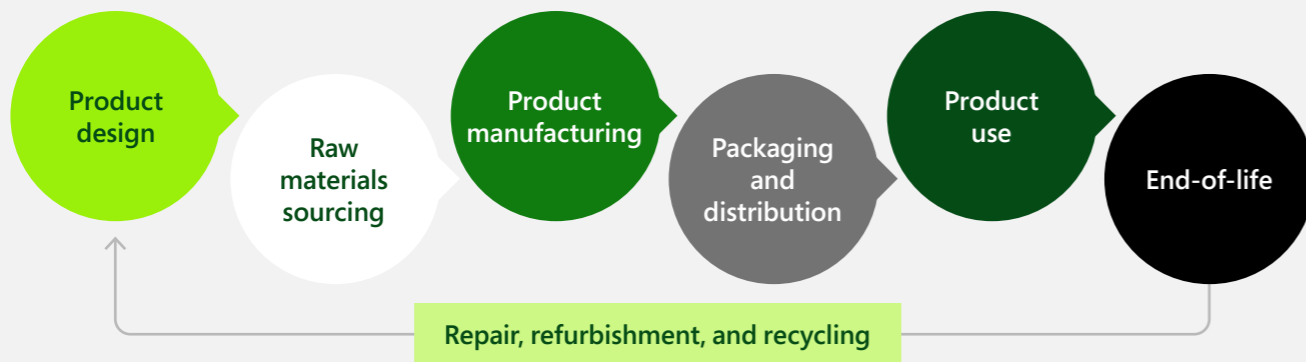 Product
design
Raw
materials
sourcing
Product
manufacturing
Packaging
and
distribution
Product
use
End-of-life
Repair, refurbishment, and recycling